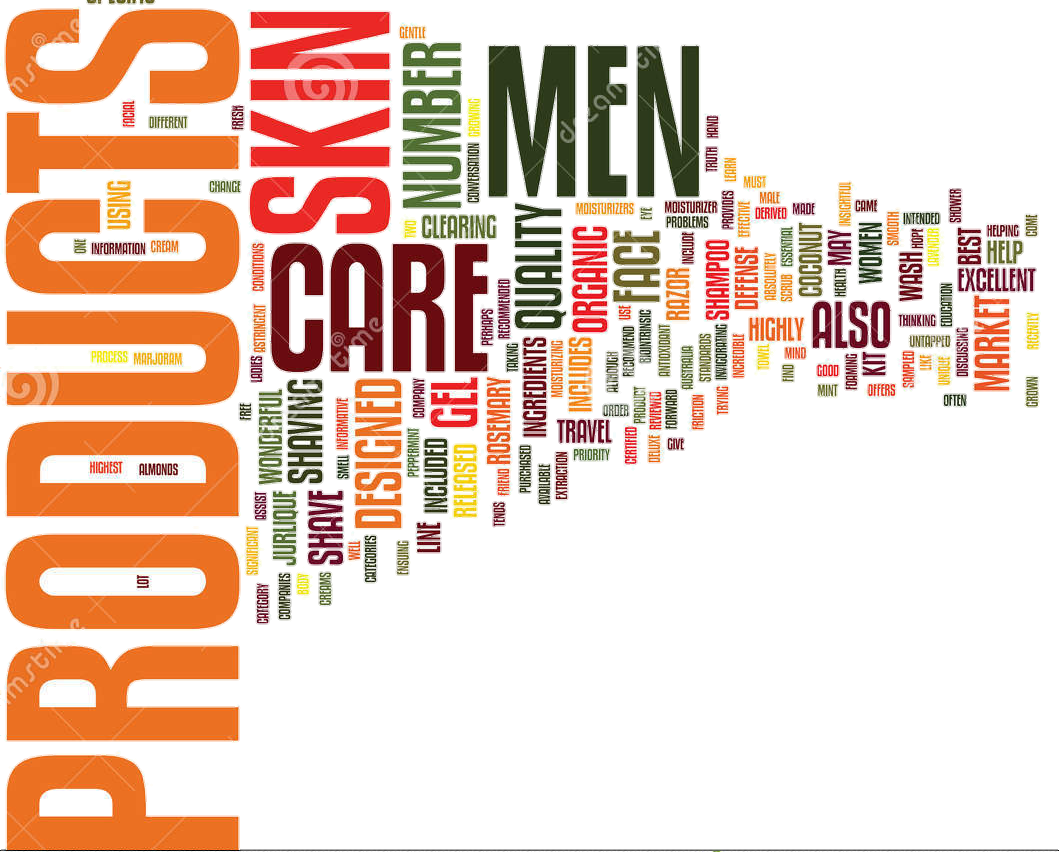 PRODUCTS
SKIN
CARE
MEN
NUMBER
GENTLE
GROWING
CONVERSATION
TWO
CLEARING
FACIAL
DIFFERENT
FRESH
USING
CHANGE
ONE
INFORMATION
CREAM
PROCESS
MARJORAM
HIGHEST
ALMONDS
LOT
CONDITIONS
ASTRINGENT
LADIES
QUALITY
PERHAPS
RECOMMENDED
TAKING
MOISTURIZERS
ORGANIC
FACE
EYE
MOISTURIZER
PROBLEMS
INCLUDE
TRUTH
HAND
LEARN
PROVIDES
MUST
EFFECTIVE
MALE
DERIVED
MADE
RAZOR
SHAMPOO
DEFENSE
ABSOLUTELY
SCRUB
ESSENTIAL
COCONUT
INSIGHTFUL
MAY
HEALTH
CAME
WOMEN
SMOOTH
INTENDED
WASH
HOPE
LAVENDER
SHOWER
BEST
HELPING
HELP
COME
EXCELLENT
EDUCATION
THINKING
UNTAPPED
DISCUSSING
MARKET
RECENTLY
GROWN
ALSO
HIGHLY
KIT
FORMING
GOOD
MINT
OFFERS
SAMPLED
LIKE
UNIQUE
OFTEN
MIND
FIND
TOWEL
INCREDIBLE
INVIGORATING
STANDARDS
AUSTRALIA
ANTIOXIDANT
BIOINTRINSIC
RECOMMEND
ALTHOUGH
USE
INCLUDES
MOISTURIZING
INGREDIENTS
TRAVEL
ORDER
PRODUCT
REVIEWED
FORWARD
FRICTION
TRYING
GIVE
DELUXE
CERTIFIED
PRIORITY
EXTRACTION
AVAILABLE
PURCHASED
ROSEMARY
FRIEND
TENDS
GEL
COMPANY
PEPPERMINT
INCLUDED
RELEASED
LINE
ENSUING
DESIGNED
INFORMATIVE
SMELL
WELL
CATEGORIES
SHAVING
SHAVE
WONDERFUL
FREE
JURLIQUE
ASSIST
SIGNIFICANT
CATEGORY
COMPANIES
BODY
CREAMS